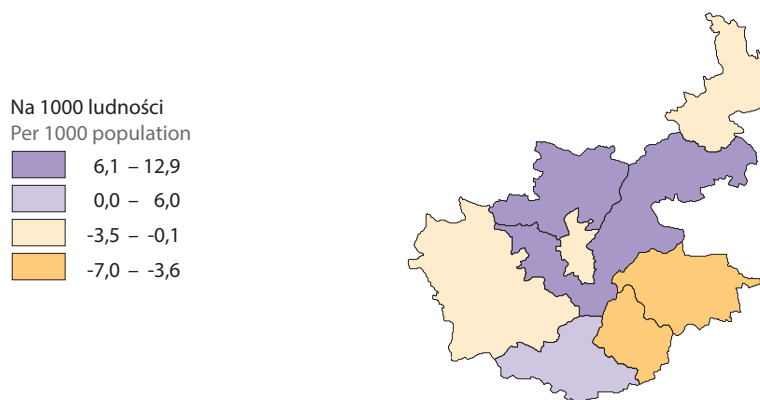 Na 1000 ludności
Per 1000 population
6,1 – 12,9
0,0 – 6,0
-3,5 – -0,1
-7,0 – -3,6